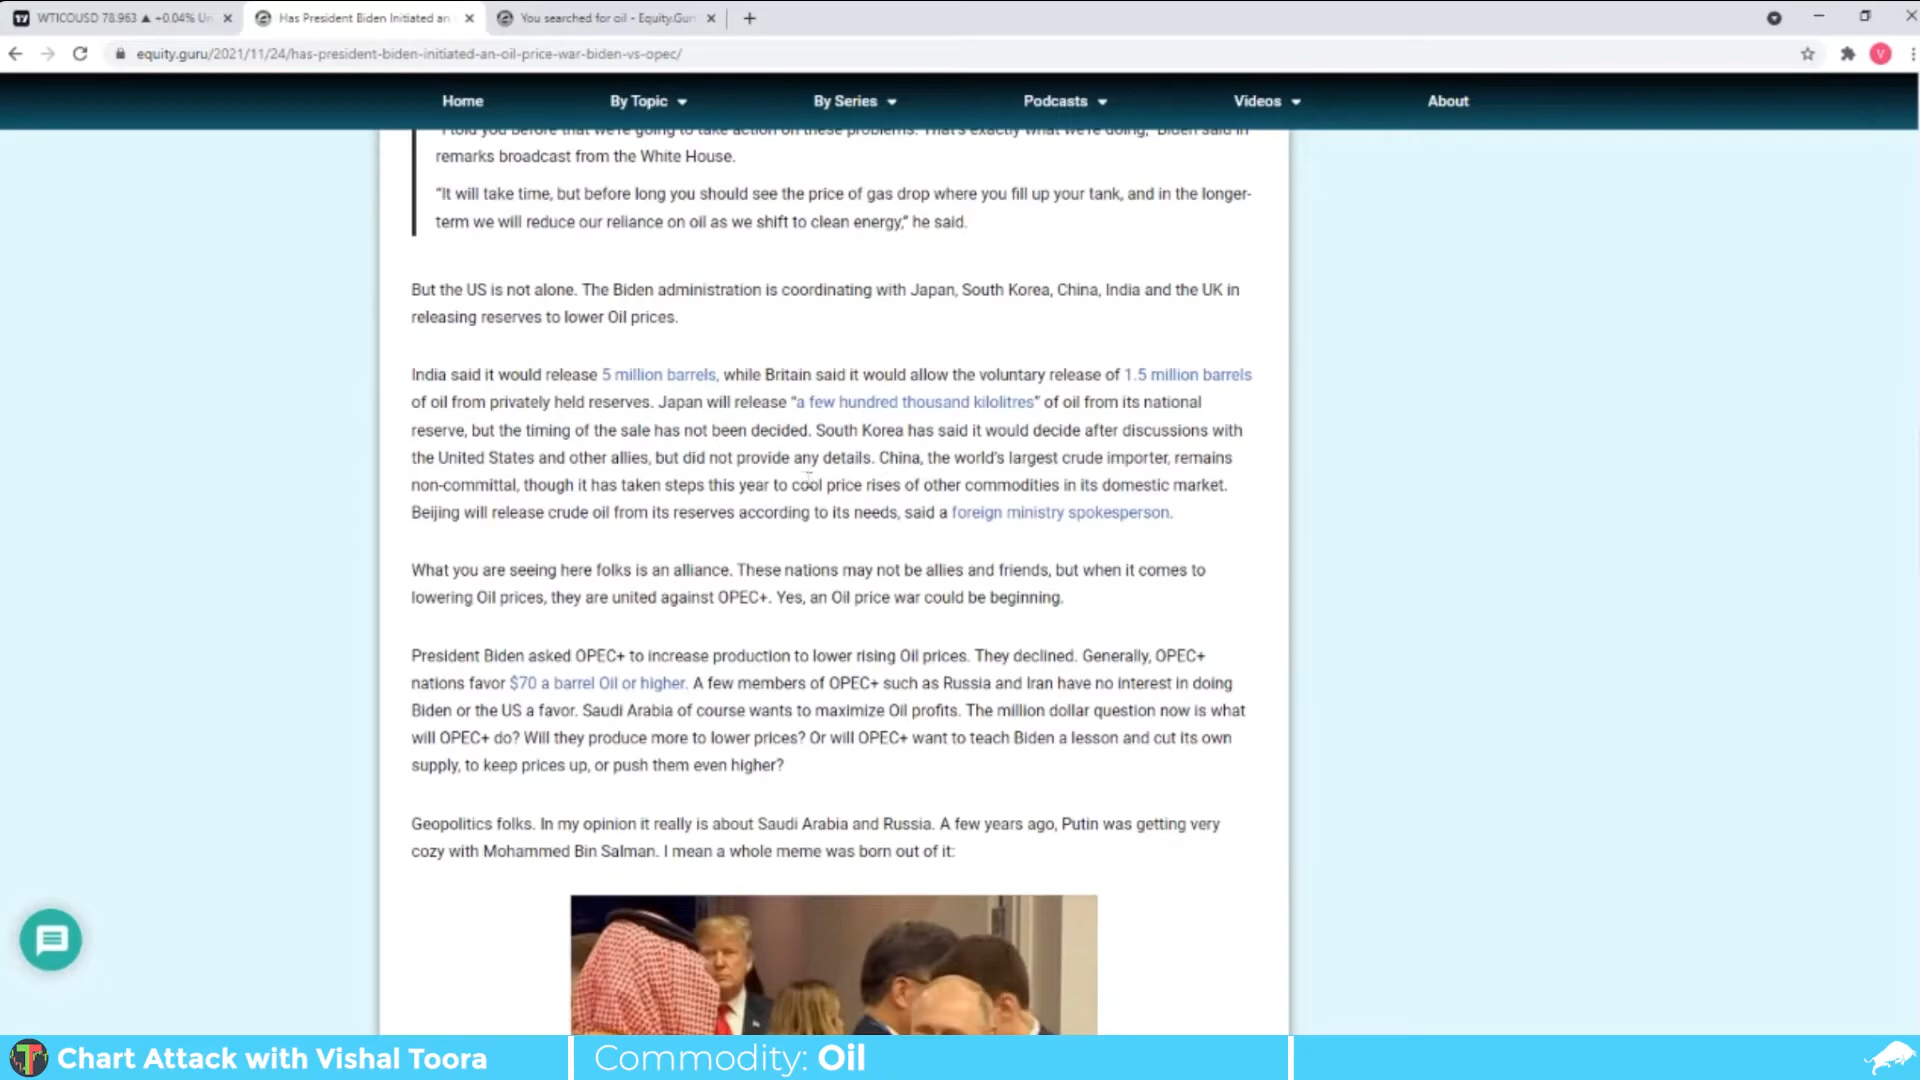 WTICOUSD 78.963 ▲ +0.04% Un
Has President Biden Initiated an
You searched for oil - Equity.Guru
equity.guru/2021/11/24/has-president-biden-initiated-an-oil-price-war-biden-vs-opec/
V
Home
By Topic
By Series
Podcasts
Videos
About
"I told you before that we're going to take action on these problems. That's exactly what we're doing," Biden said in
remarks broadcast from the White House.
“It will take time, but before long you should see the price of gas drop where you fill up your tank, and in the longer-
term we will reduce our reliance on oil as we shift to clean energy,” he said.
But the US is not alone. The Biden administration is coordinating with Japan, South Korea, China, India and the UK in
releasing reserves to lower Oil prices.
India said it would release 5 million barrels, while Britain said it would allow the voluntary release of 1.5 million barrels
of oil from privately held reserves. Japan will release “a few hundred thousand kilolitres” of oil from its national
reserve, but the timing of the sale has not been decided. South Korea has said it would decide after discussions with
the United States and other allies, but did not provide any details. China, the world’s largest crude importer, remains
non-committal, though it has taken steps this year to cool price rises of other commodities in its domestic market.
Beijing will release crude oil from its reserves according to its needs, said a foreign ministry spokesperson.
What you are seeing here folks is an alliance. These nations may not be allies and friends, but when it comes to
lowering Oil prices, they are united against OPEC+. Yes, an Oil price war could be beginning.
President Biden asked OPEC+ to increase production to lower rising Oil prices. They declined. Generally, OPEC+
nations favor $70 a barrel Oil or higher. A few members of OPEC+ such as Russia and Iran have no interest in doing
Biden or the US a favor. Saudi Arabia of course wants to maximize Oil profits. The million dollar question now is what
will OPEC+ do? Will they produce more to lower prices? Or will OPEC+ want to teach Biden a lesson and cut its own
supply, to keep prices up, or push them even higher?
Geopolitics folks. In my opinion it really is about Saudi Arabia and Russia. A few years ago, Putin was getting very
cozy with Mohammed Bin Salman. I mean a whole meme was born out of it:
Chart Attack with Vishal Toora
Commodity: Oil